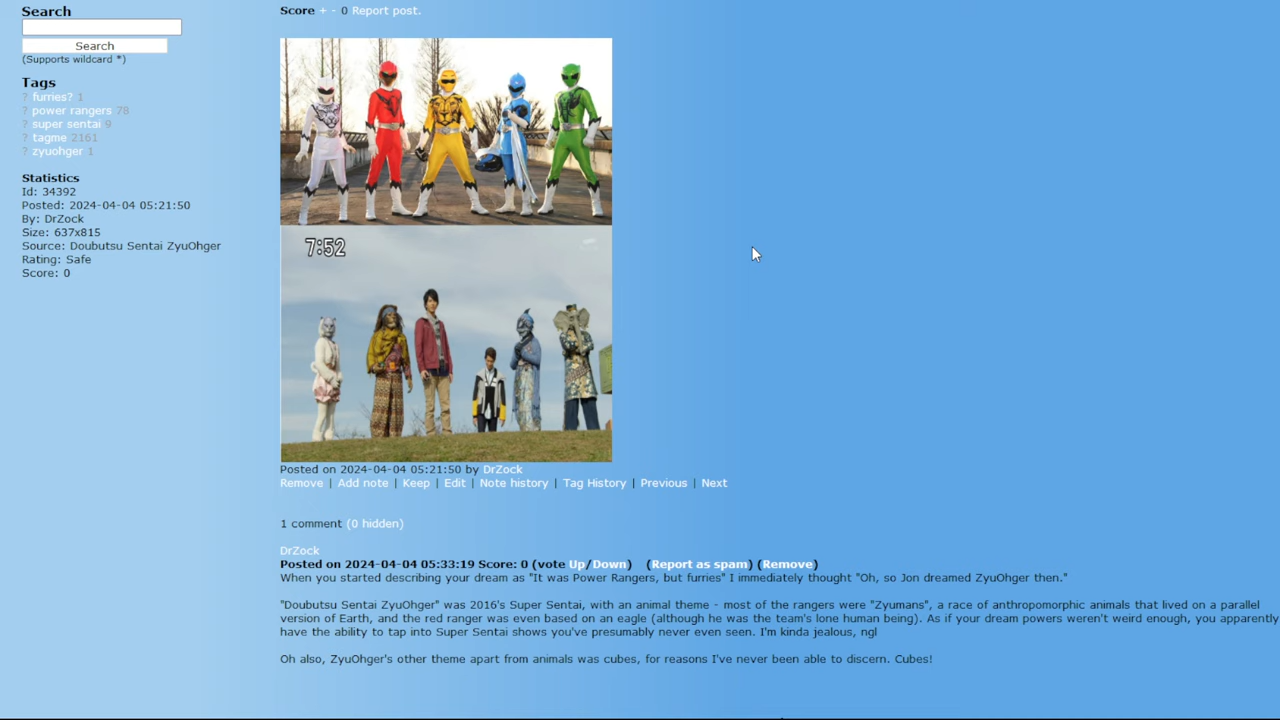 Search
Search
(Supports wildcard *)
Tags
? furries? 1
? power rangers 78
? super sentai 9
? tagme 2161
? zyuohger 1
Statistics
Id: 34392
Posted: 2024-04-04 05:21:50
By: DrZock
Size: 637x815
Source: Doubutsu Sentai ZyuOhger
Rating: Safe
Score: 0
Score + - 0 Report post.
7:52
Posted on 2024-04-04 05:21:50 by DrZock
Remove | Add note | Keep | Edit | Note history | Tag History | Previous | Next
1 comment (0 hidden)
DrZock
Posted on 2024-04-04 05:33:19 Score: 0 (vote Up/Down) (Report as spam) (Remove)
When you started describing your dream as "It was Power Rangers, but furries" I immediately thought "Oh, so Jon dreamed ZyuOhger then."
"Doubutsu Sentai ZyuOhger" was 2016's Super Sentai, with an animal theme - most of the rangers were "Zyumans", a race of anthropomorphic animals that lived on a parallel
version of Earth, and the red ranger was even based on an eagle (although he was the team's lone human being). As if your dream powers weren't weird enough, you apparently
have the ability to tap into Super Sentai shows you've presumably never even seen. I'm kinda jealous, ngl
Oh also, ZyuOhger's other theme apart from animals was cubes, for reasons I've never been able to discern. Cubes!